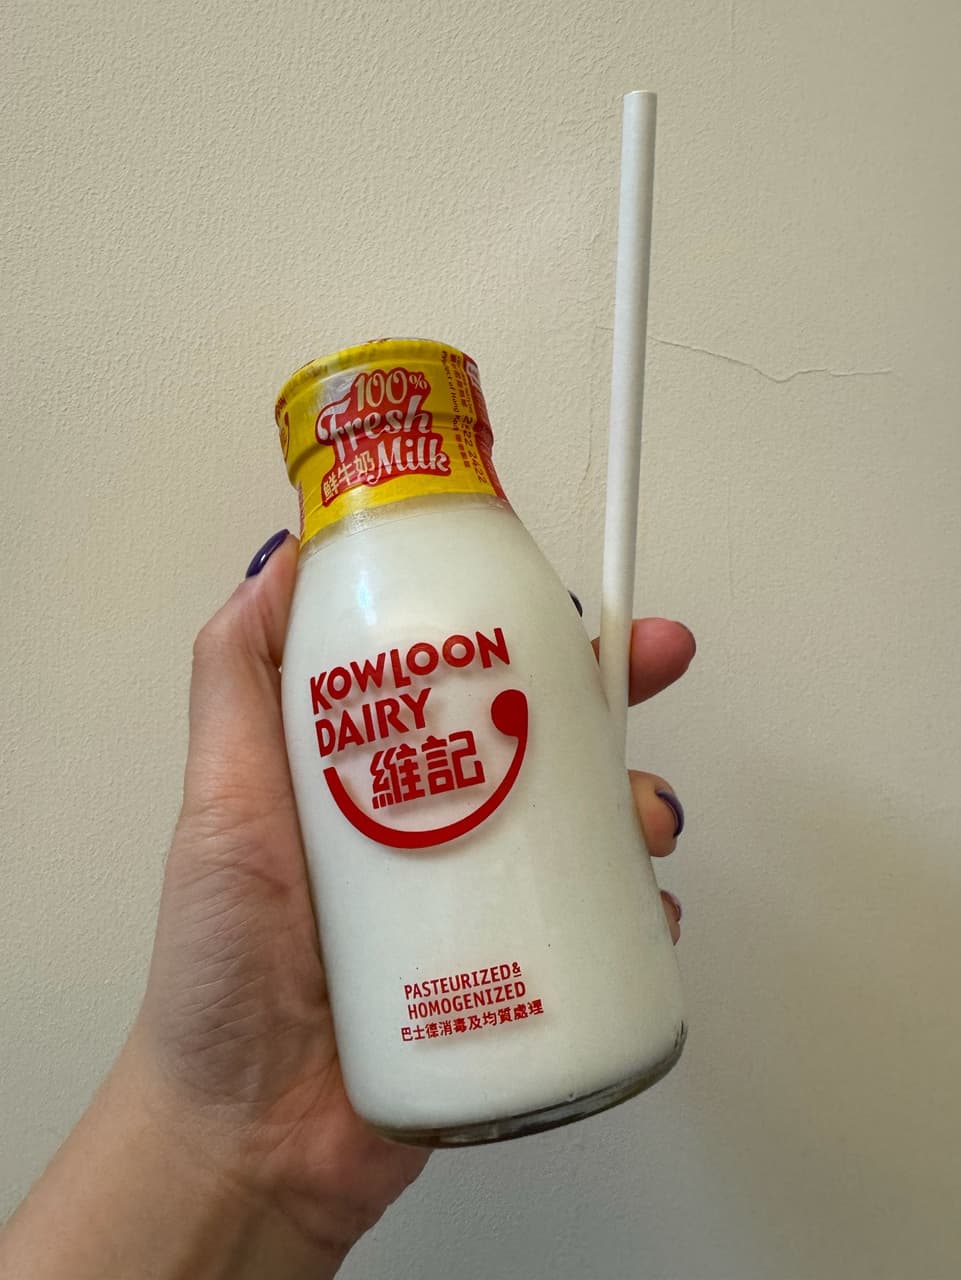 100%
Fresh
鮮牛奶 Milk
KOWLOON
DAIRY
維記
PASTEURIZED &
HOMOGENIZED
巴士德消毒及均質處理